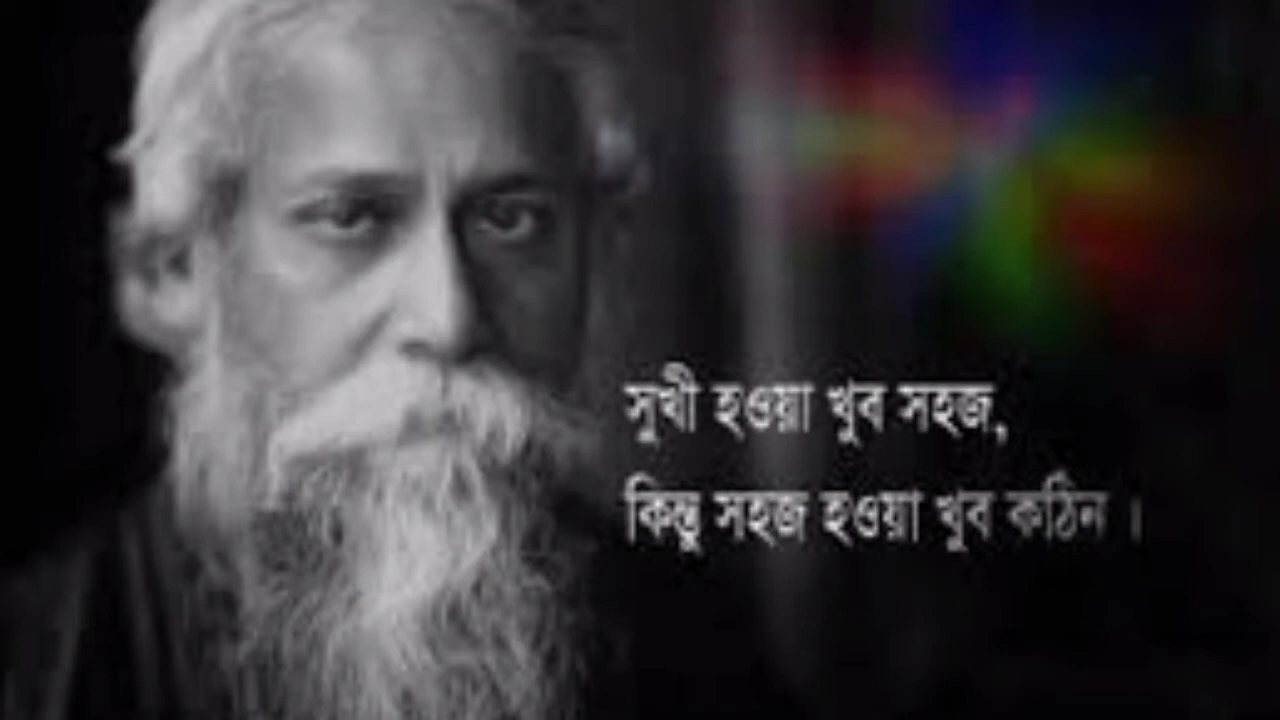 সুখী হওয়া খুব সহজ,
কিন্তু সহজ হওয়া খুব কঠিন ।